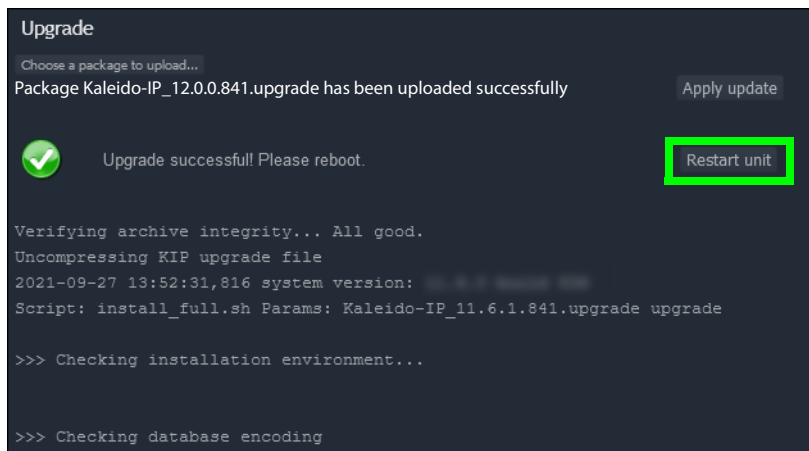 Upgrade
Choose a package to upload...
Package Kaleido-IP_12.0.0.841.upgrade has been uploaded successfully
Apply update
Upgrade successful! Please reboot.
Restart unit
Verifying archive integrity... All good.
Uncompressing KIP upgrade file
2021-09-27 13:52:31,816 system version:
Script: install_full.sh Params: Kaleido-IP_11.6.1.841.upgrade upgrade
>>> Checking installation environment...
>>> Checking database encoding